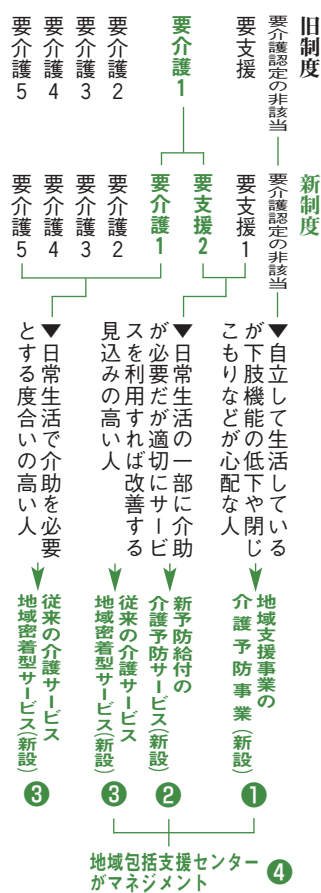 旧制度
要介護認定の非該当
要支援
要介護1
要介護2
要介護3
要介護4
要介護5
新制度
要介護認定の非該当
要支援1
要支援2
要介護1
要介護2
要介護3
要介護4
要介護5
▼自立して生活している
が下肢機能の低下や閉じ
こもりなどが心配な人
▼日常生活の一部に介助
が必要だが適切にサービ
スを利用すれば改善する
見込みの高い人
▼日常生活で介助を必要
とする度合いの高い人
地域支援事業の
介護予防事業(新設)
❶
新予防給付の
介護予防サービス(新設)
❷
従来の介護サービス
地域密着型サービス(新設)
❸
従来の介護サービス
地域密着型サービス(新設)
❸
地域包括支援センター
がマネジメント
❹